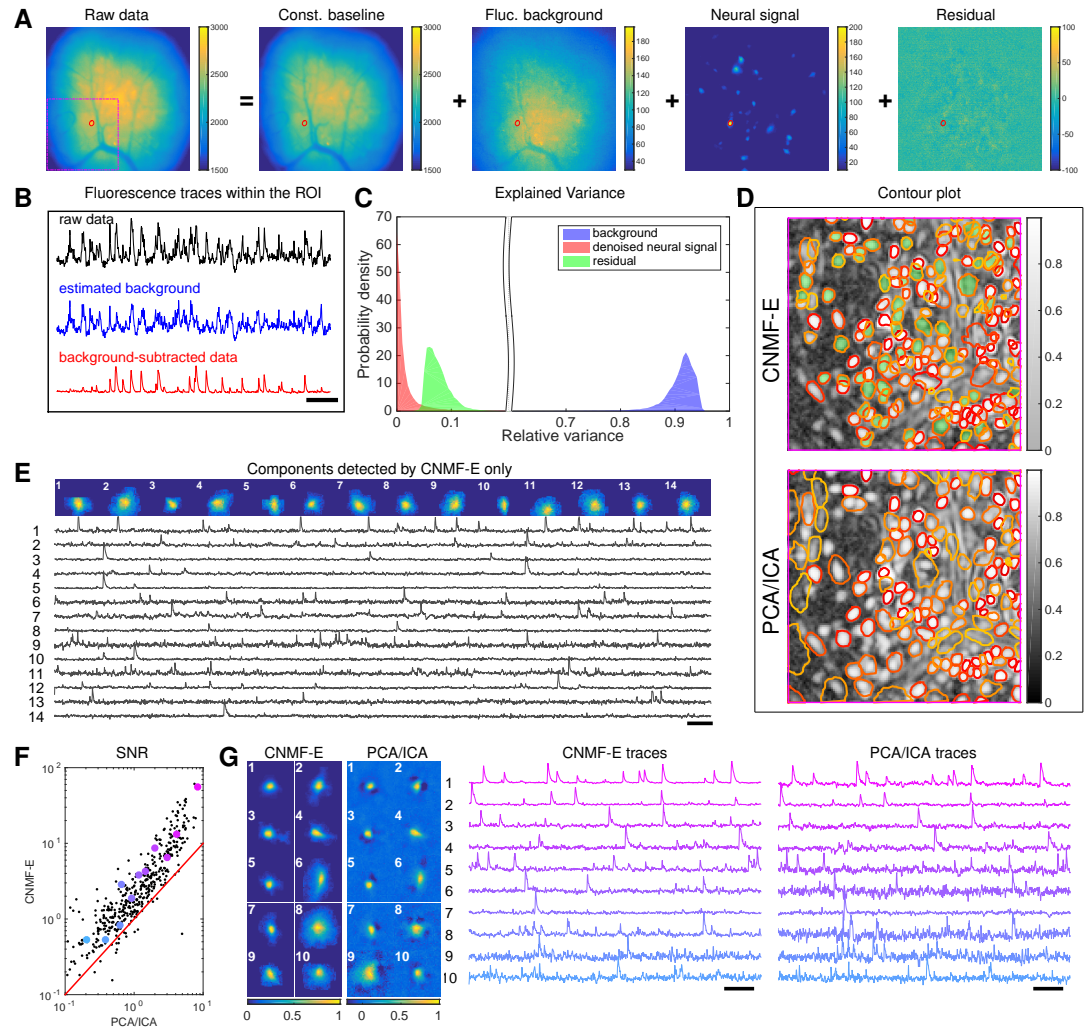 A
Raw data
Const. baseline
Fluc. background
Neural signal
Residual
3000
2500
2000
1500
=
3000
2500
2000
1500
+
180
160
140
120
100
80
60
40
+
200
180
160
140
120
100
80
60
40
20
0
+
100
50
0
-50
-100
B
Fluorescence traces within the ROI
raw data
estimated background
background-subtracted data
C
Explained Variance
Probability density
70
60
50
40
30
20
10
0
0
0.1
0.7
0.8
0.9
1
Relative variance
background
denoised neural signal
residual
D
Contour plot
CNMF-E
0.8
0.6
0.4
0.2
0
PCA/ICA
0.8
0.6
0.4
0.2
0
E
Components detected by CNMF-E only
1 2 3 4 5 6 7 8 9 10 11 12 13 14
1
2
3
4
5
6
7
8
9
10
11
12
13
14
F
SNR
CNMF-E
10²
10¹
10⁰
10⁻¹
10⁻¹
10⁰
10¹
PCA/ICA
G
CNMF-E
PCA/ICA
1 2
3 4
5 6
7 8
9 10
0 0.5 1
1 2
3 4
5 6
7 8
9 10
0 0.5 1
CNMF-E traces
PCA/ICA traces
1
2
3
4
5
6
7
8
9
10